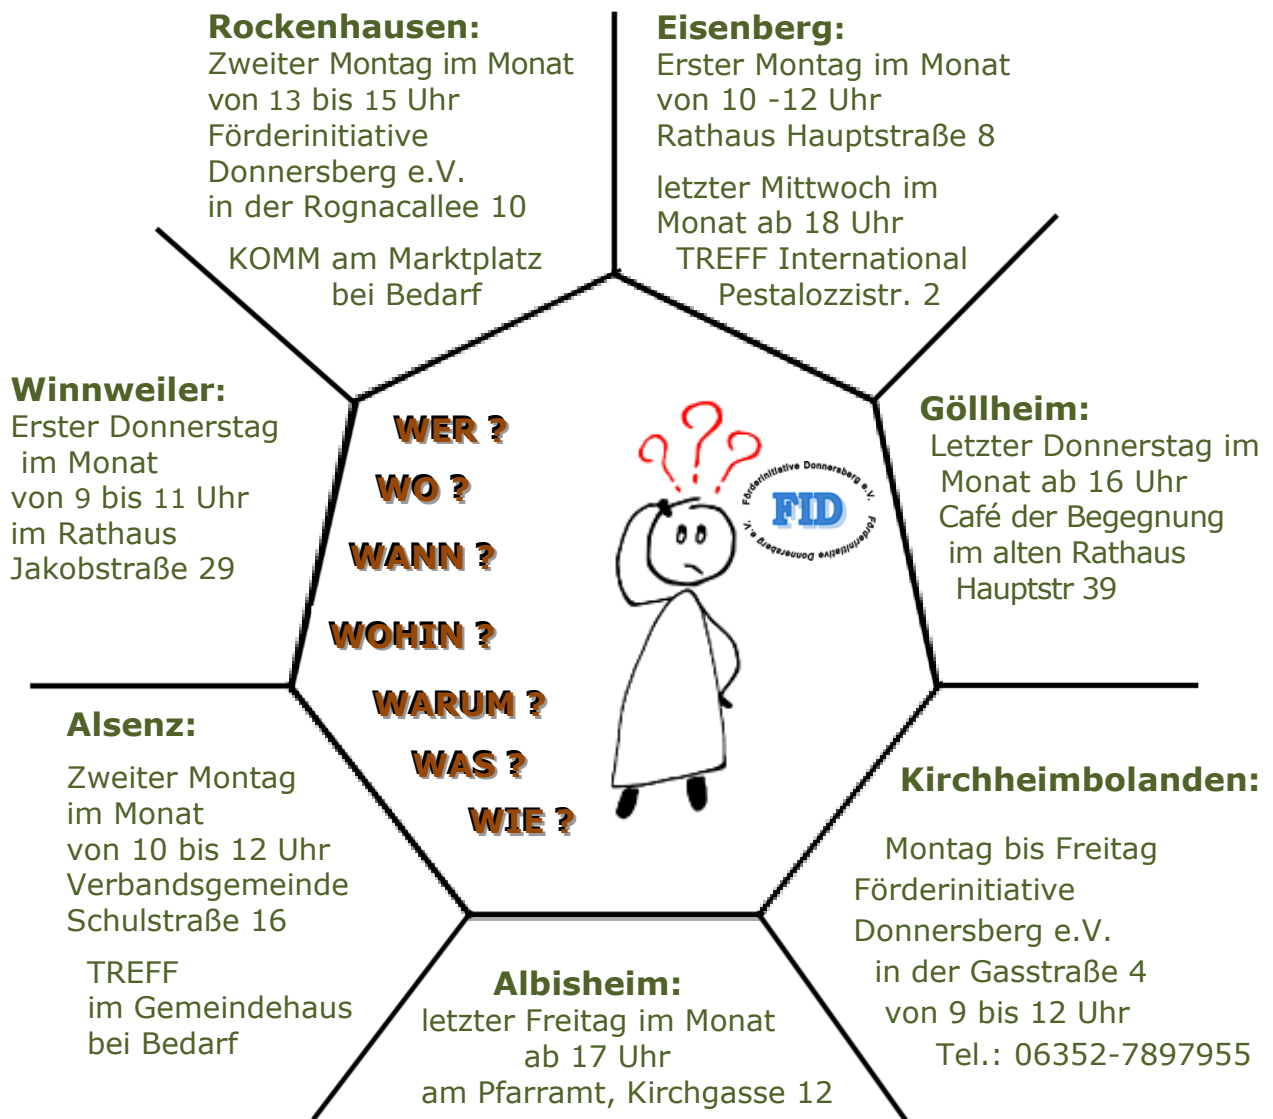 Rockenhausen:
Zweiter Montag im Monat
von 13 bis 15 Uhr
Förderinitiative
Donnersberg e.V.
in der Rognacallee 10
KOMM am Marktplatz
bei Bedarf
Eisenberg:
Erster Montag im Monat
von 10 -12 Uhr
Rathaus Hauptstraße 8
letzter Mittwoch im
Monat ab 18 Uhr
TREFF International
Pestalozzistr. 2
Winnweiler:
Erster Donnerstag
im Monat
von 9 bis 11 Uhr
im Rathaus
Jakobstraße 29
WER ?
WO ?
WANN ?
WOHIN ?
WARUM ?
WAS ?
WIE ?
Förderinitiative Donnersberg e.V.
FID
Förderinitiative Donnersberg e.V.
Göllheim:
Letzter Donnerstag im
Monat ab 16 Uhr
Café der Begegnung
im alten Rathaus
Hauptstr 39
Alsenz:
Zweiter Montag
im Monat
von 10 bis 12 Uhr
Verbandsgemeinde
Schulstraße 16
TREFF
im Gemeindehaus
bei Bedarf
Albisheim:
letzter Freitag im Monat
ab 17 Uhr
am Pfarramt, Kirchgasse 12
Kirchheimbolanden:
Montag bis Freitag
Förderinitiative
Donnersberg e.V.
in der Gasstraße 4
von 9 bis 12 Uhr
Tel.: 06352-7897955